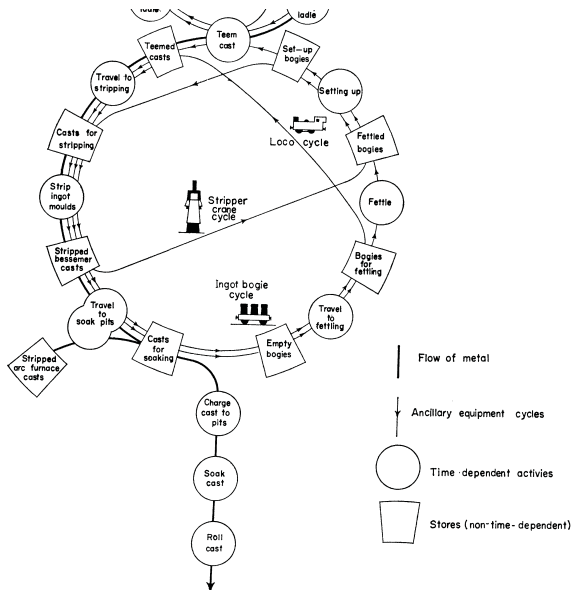 ladle
ladle
Teem
cast
Teemed
casts
Set-up
bogies
Travel to
stripping
Setting up
Casts for
stripping
Loco cycle
Fettled
bogies
Strip
ingot
moulds
Stripper
crane
cycle
Fettle
Stripped
bessemer
casts
Bogies
for
fettling
Ingot bogie
cycle
Travel to
soak pits
Travel
to
fettling
Casts
for
soaking
Empty
bogies
Stripped
arc furnace
casts
Flow of metal
Charge
cast to
pits
Ancillary equipment cycles
Soak
cast
Time-dependent activies
Roll
cast
Stores (non-time-dependent)